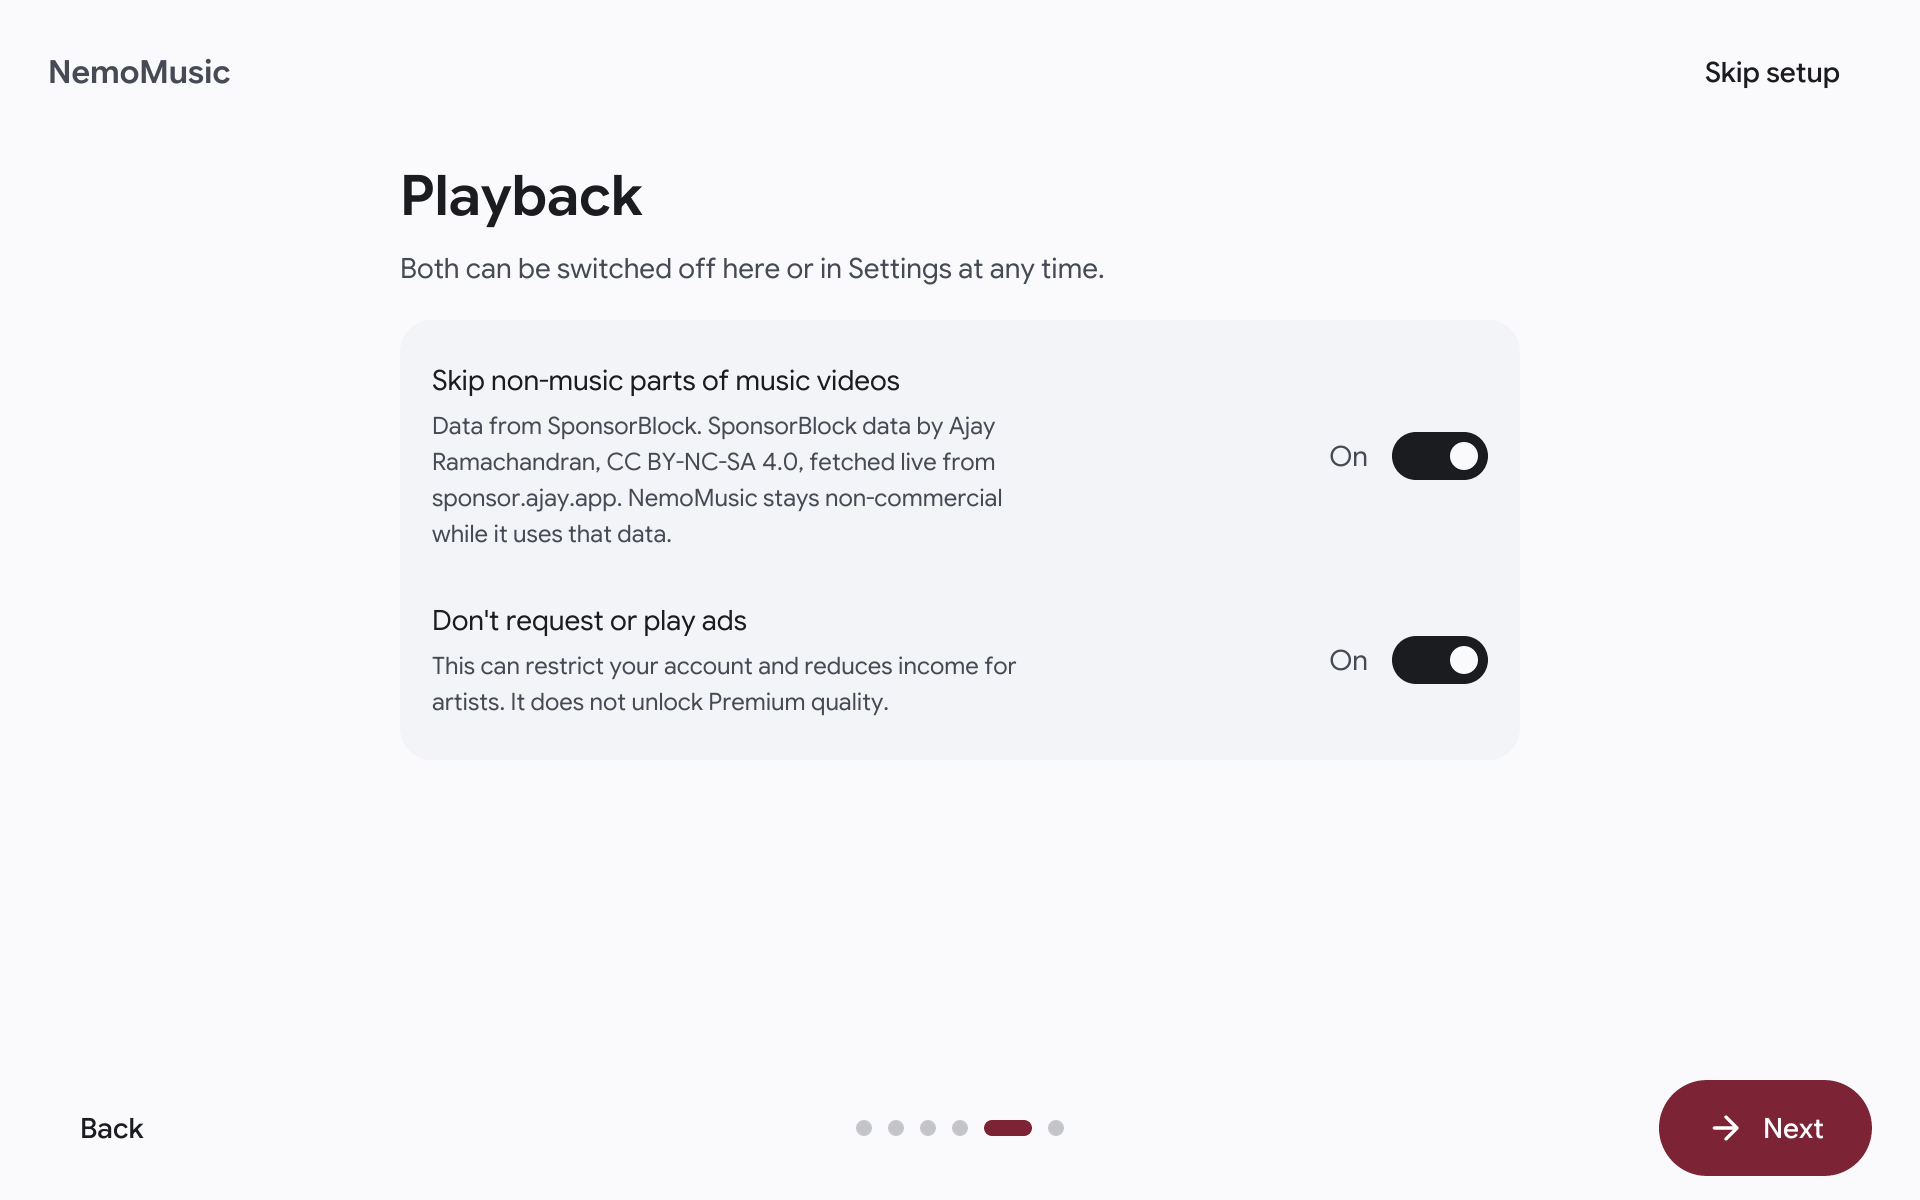 NemoMusic
Skip setup
Playback
Both can be switched off here or in Settings at any time.
Skip non-music parts of music videos
Data from SponsorBlock. SponsorBlock data by Ajay
Ramachandran, CC BY-NC-SA 4.0, fetched live from
sponsor.ajay.app. NemoMusic stays non-commercial
while it uses that data.
On
Don't request or play ads
This can restrict your account and reduces income for
artists. It does not unlock Premium quality.
On
Back
Next